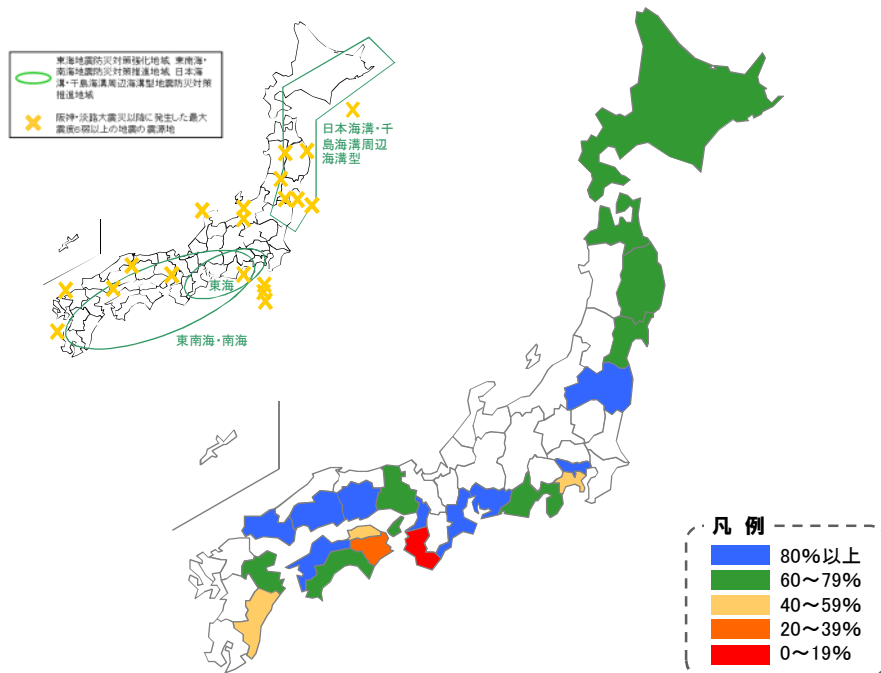 東海地震防災対策強化地域、東南海・
南海地震防災対策推進地域、日本海
溝・千島海溝周辺海溝型地震防災対策
推進地域
阪神・淡路大震災以降に発生した最大
震度6弱以上の地震の震源地
日本海溝・千
島海溝周辺
海溝型
東海
東南海・南海
凡 例
80%以上
60～79%
40～59%
20～39%
0～19%